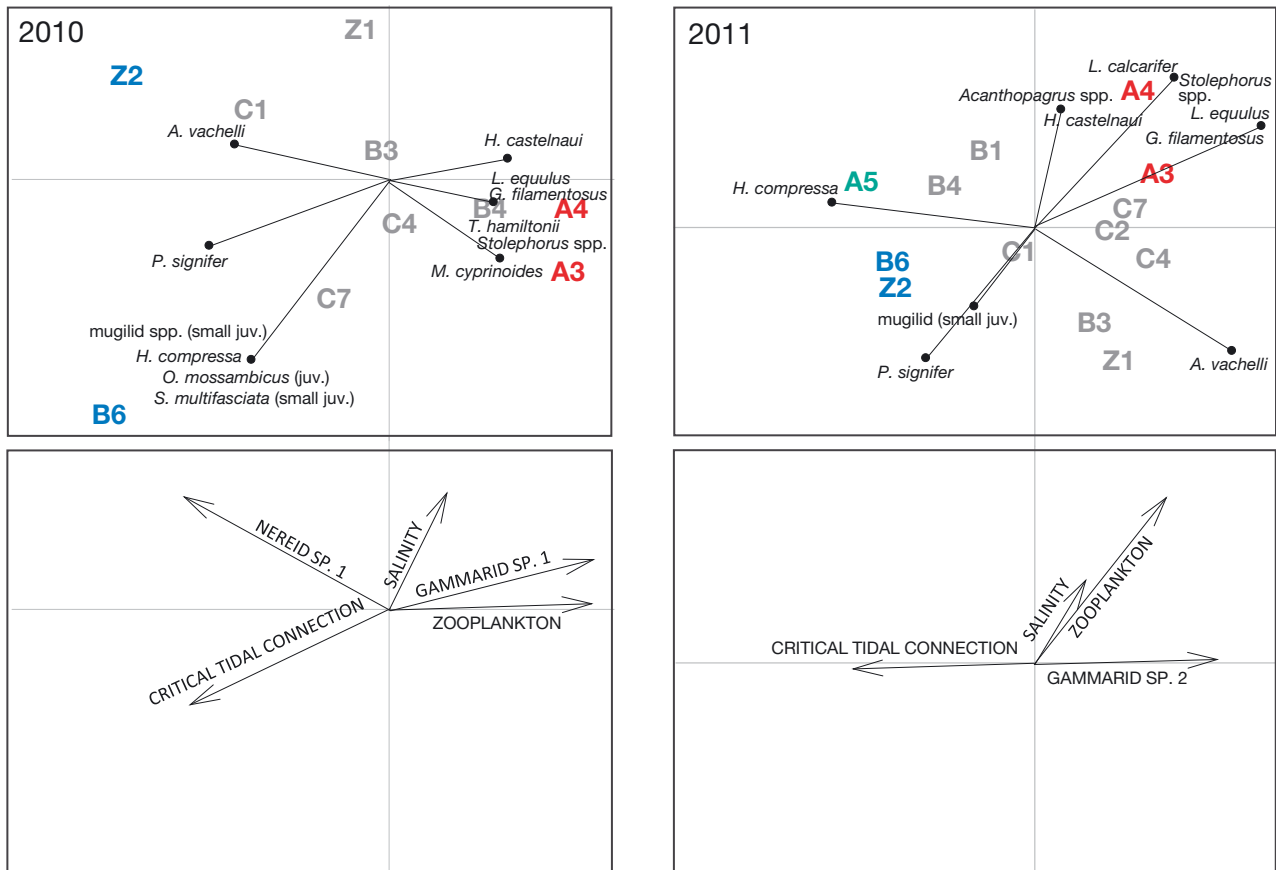 2010
Z1
Z2
C1
A. vachelli
B3
H. castelnaui
L. equulus
G. filamentosus
B4
A4
C4
T. hamiltonii
Stolephorus spp.
P. signifer
M. cyprinoides
A3
C7
mugilid spp. (small juv.)
H. compressa
O. mossambicus (juv.)
S. multifasciata (small juv.)
B6
2011
L. calcarifer
Stolephorus
spp.
Acanthopagrus spp.
A4
H. castelnaui
L. equulus
G. filamentosus
B1
A3
H. compressa
A5
B4
C7
C2
C1
C4
B6
Z2
mugilid (small juv.)
B3
P. signifer
Z1
A. vachelli
NEREID SP. 1
SALINITY
GAMMARID SP. 1
ZOOPLANKTON
CRITICAL TIDAL CONNECTION
SALINITY
ZOOPLANKTON
CRITICAL TIDAL CONNECTION
GAMMARID SP. 2